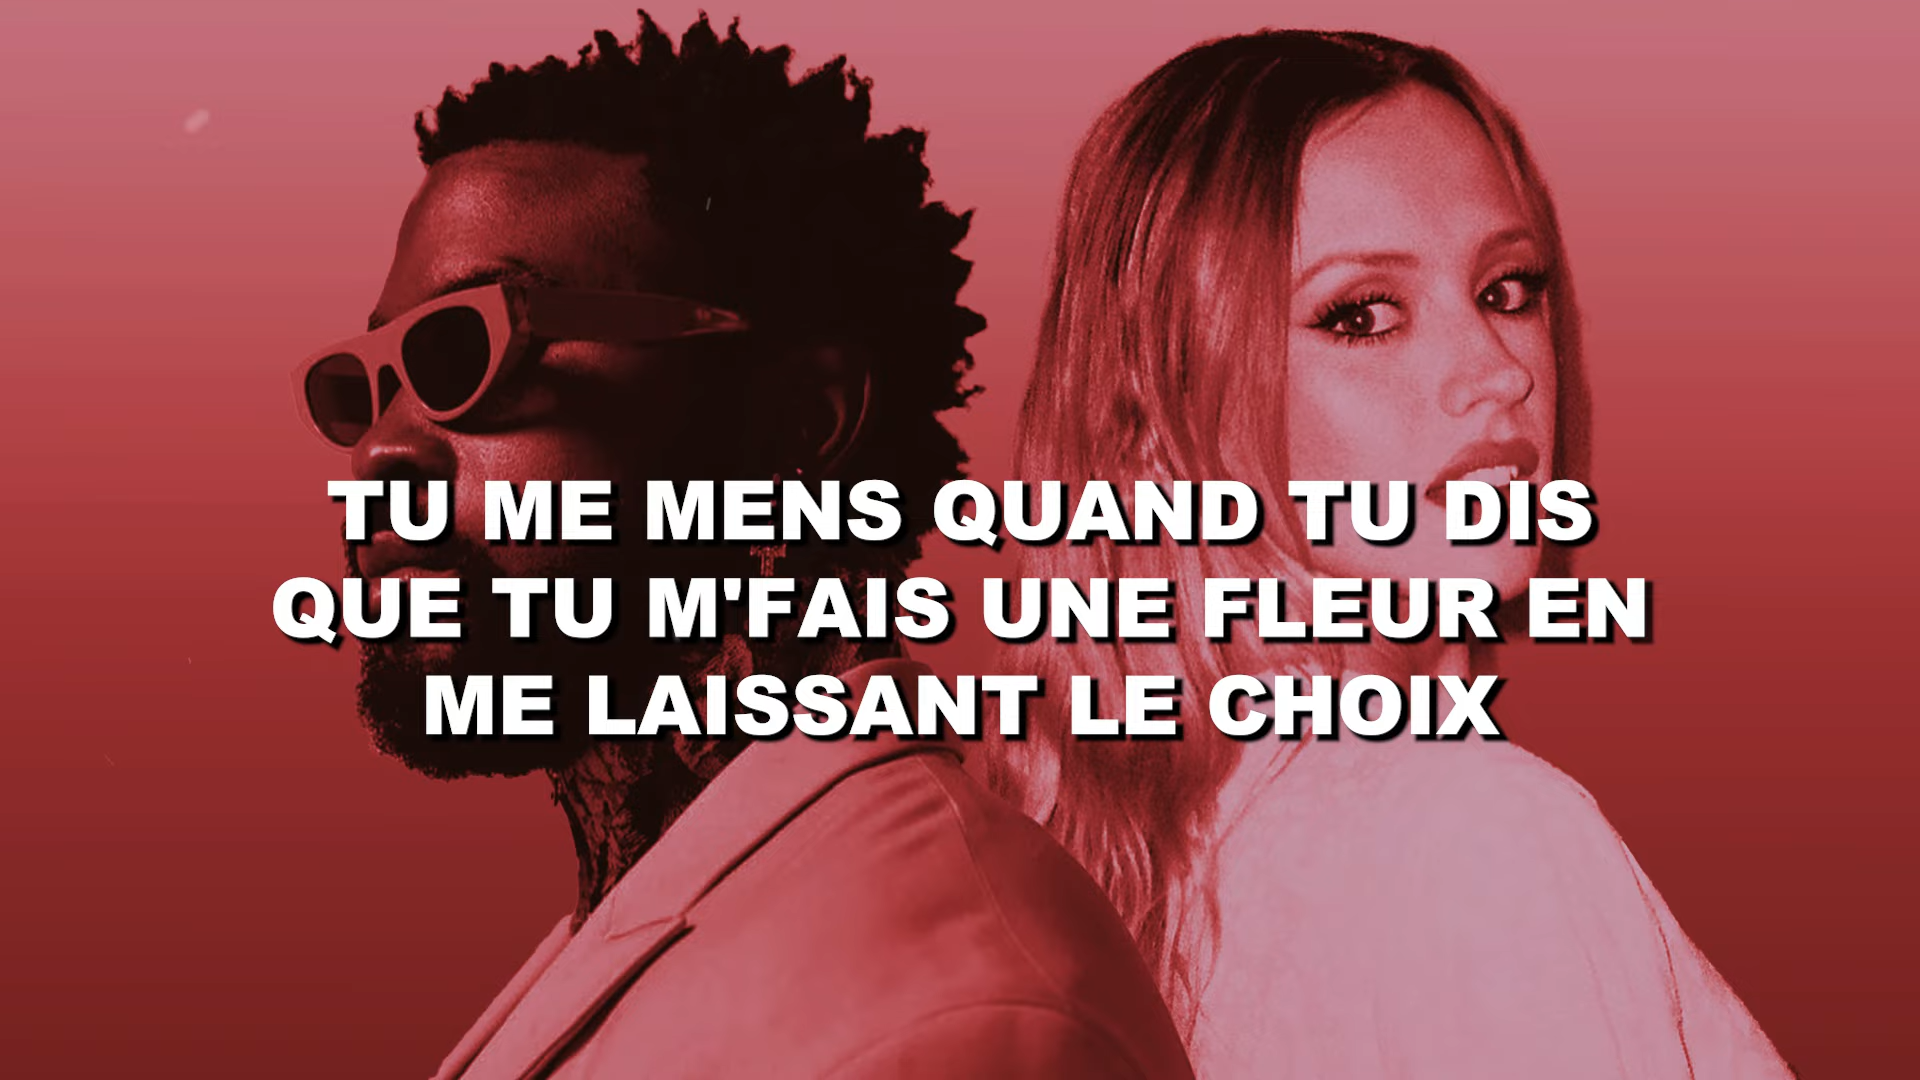 TU ME MENS QUAND TU DIS
QUE TU M'FAIS UNE FLEUR EN
ME LAISSANT LE CHOIX